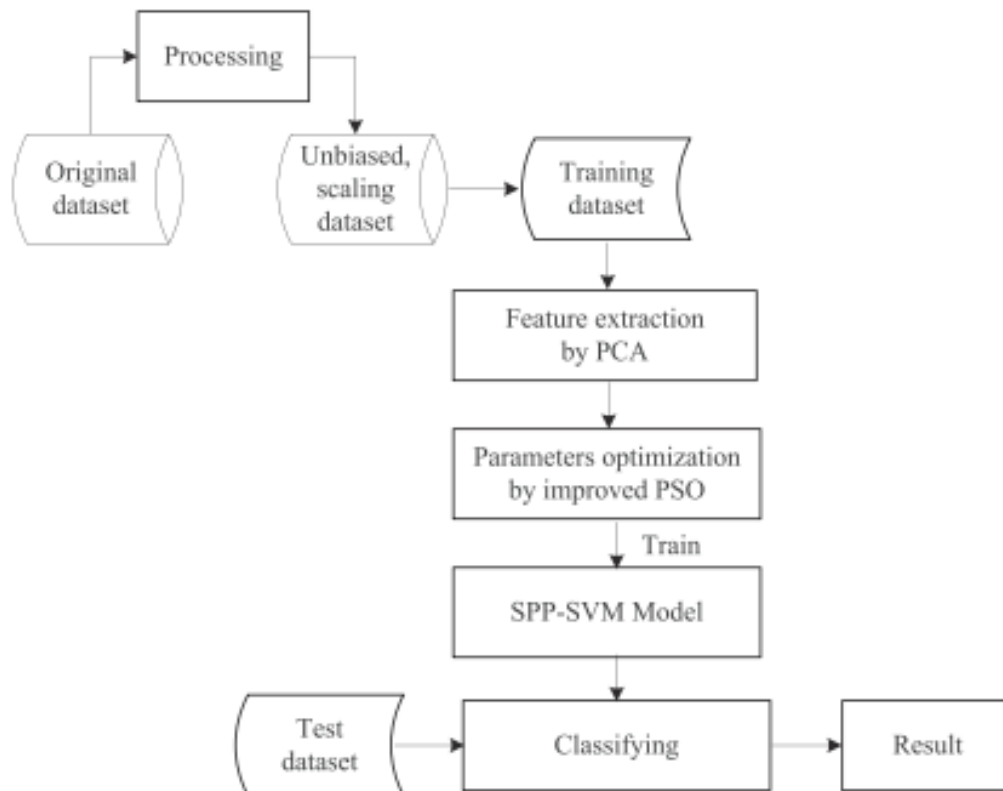 Processing
Original
dataset
Unbiased,
scaling
dataset
Training
dataset
Feature extraction
by PCA
Parameters optimization
by improved PSO
Train
SPP-SVM Model
Test
dataset
Classifying
Result